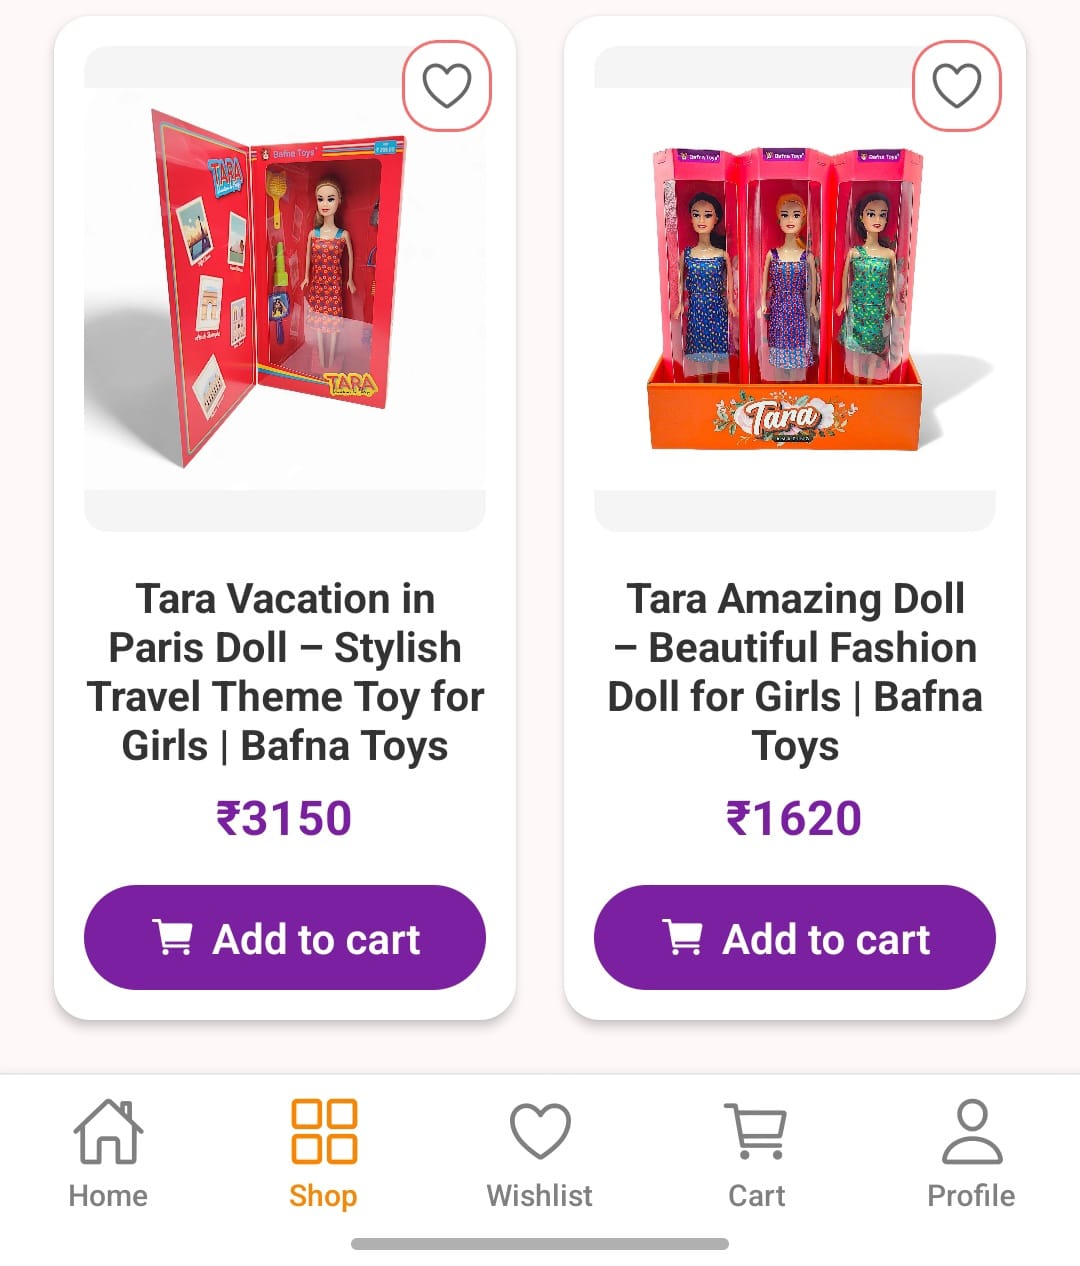 TARA
Bafna Toys
TARA
Bafna Toys
Bafna Toys
Bafna Toys
Tara
AMAZING
Tara Vacation in
Paris Doll – Stylish
Travel Theme Toy for
Girls | Bafna Toys
₹3150
Add to cart
Tara Amazing Doll
– Beautiful Fashion
Doll for Girls | Bafna
Toys
₹1620
Add to cart
Home
Shop
Wishlist
Cart
Profile